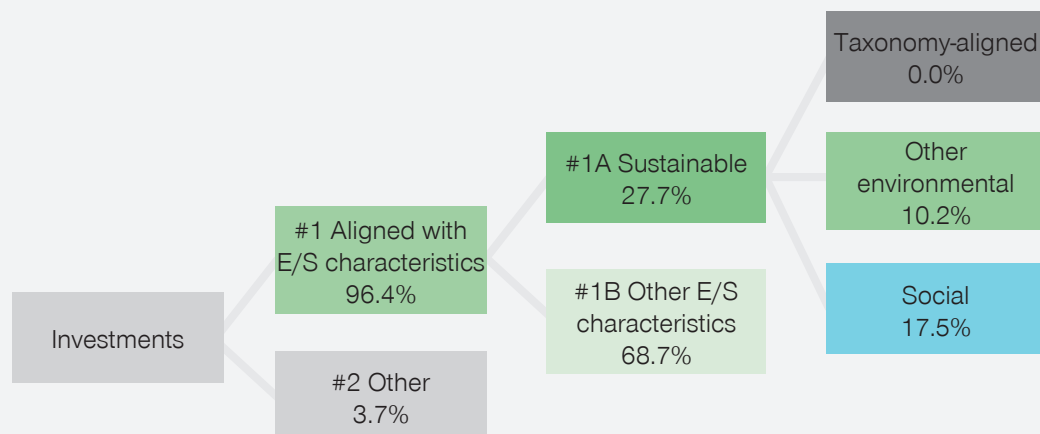 Investments
#1 Aligned with
E/S characteristics
96.4%
#2 Other
3.7%
#1A Sustainable
27.7%
#1B Other E/S
characteristics
68.7%
Taxonomy-aligned
0.0%
Other
environmental
10.2%
Social
17.5%